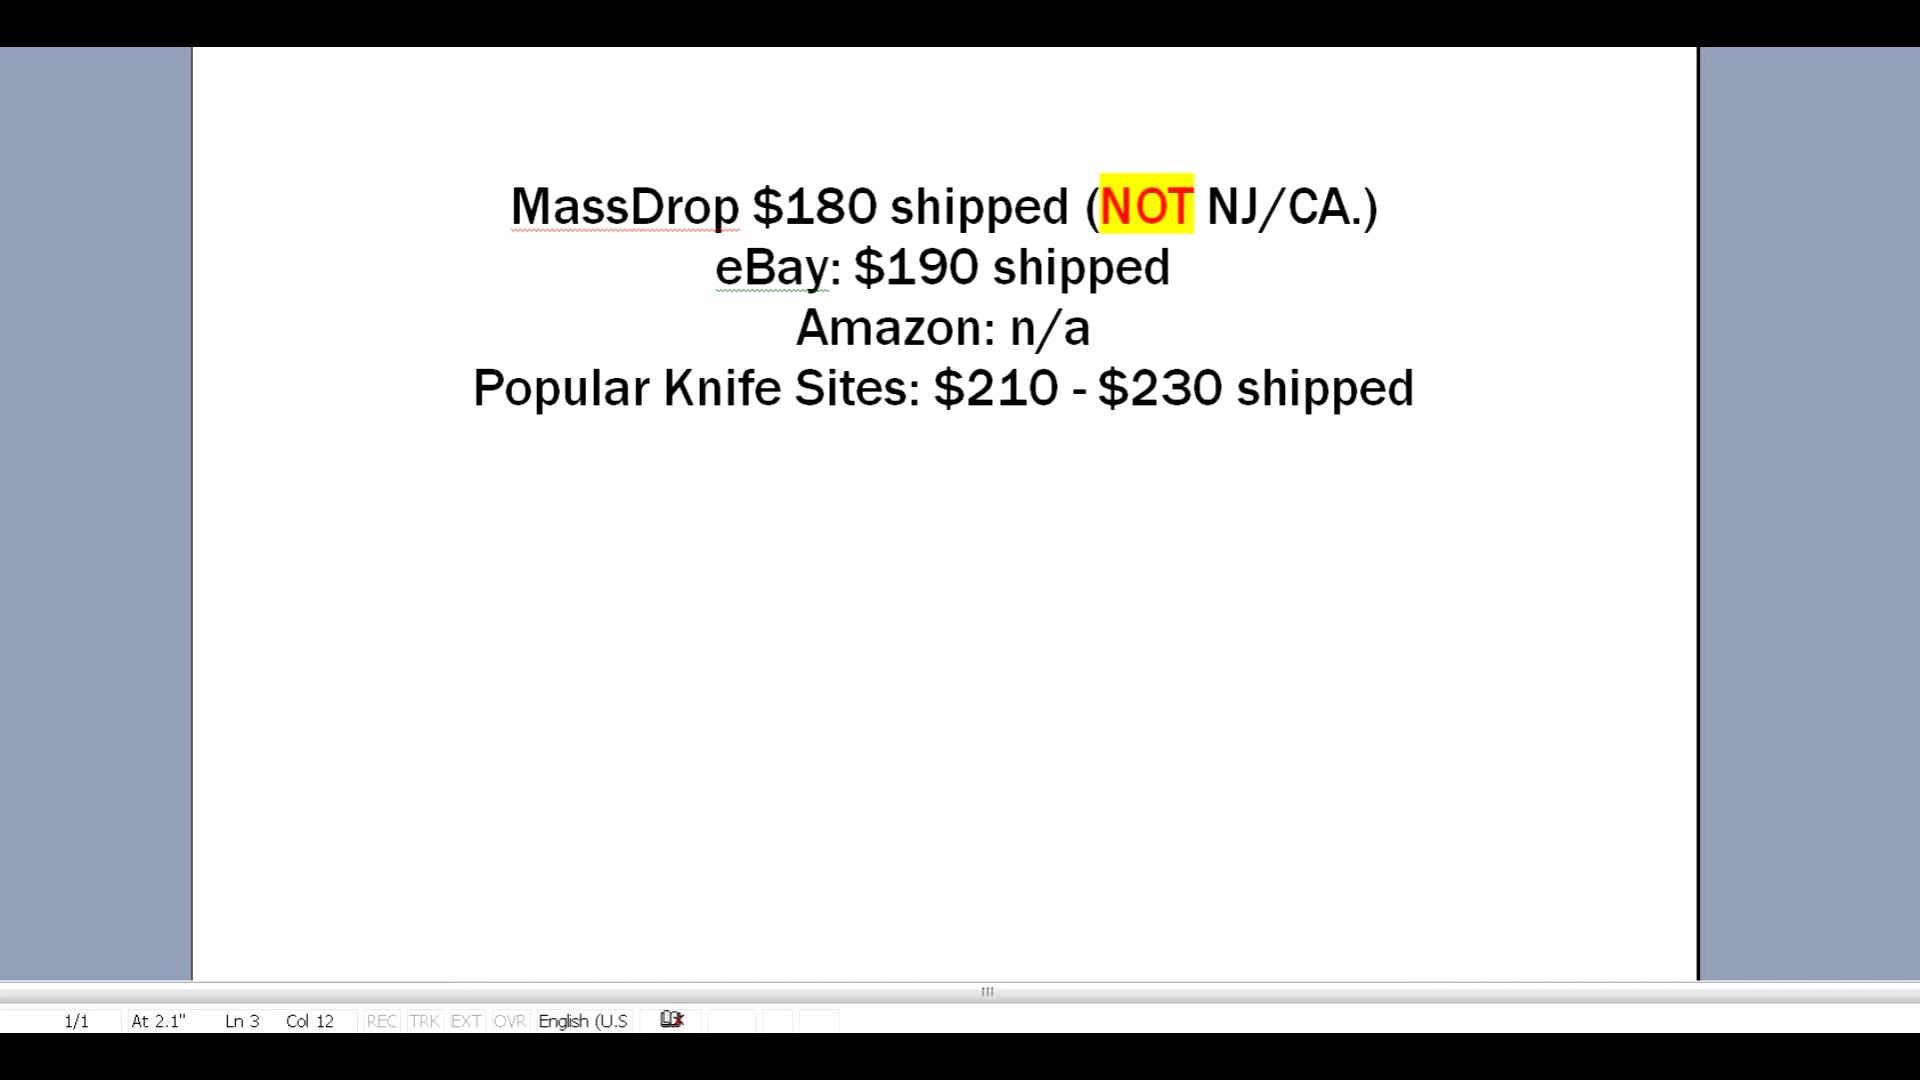 MassDrop $180 shipped (NOT NJ/CA.)
eBay: $190 shipped
Amazon: n/a
Popular Knife Sites: $210 - $230 shipped
1/1 At 2.1" Ln 3 Col 12 REC TRK EXT OVR English (U.S